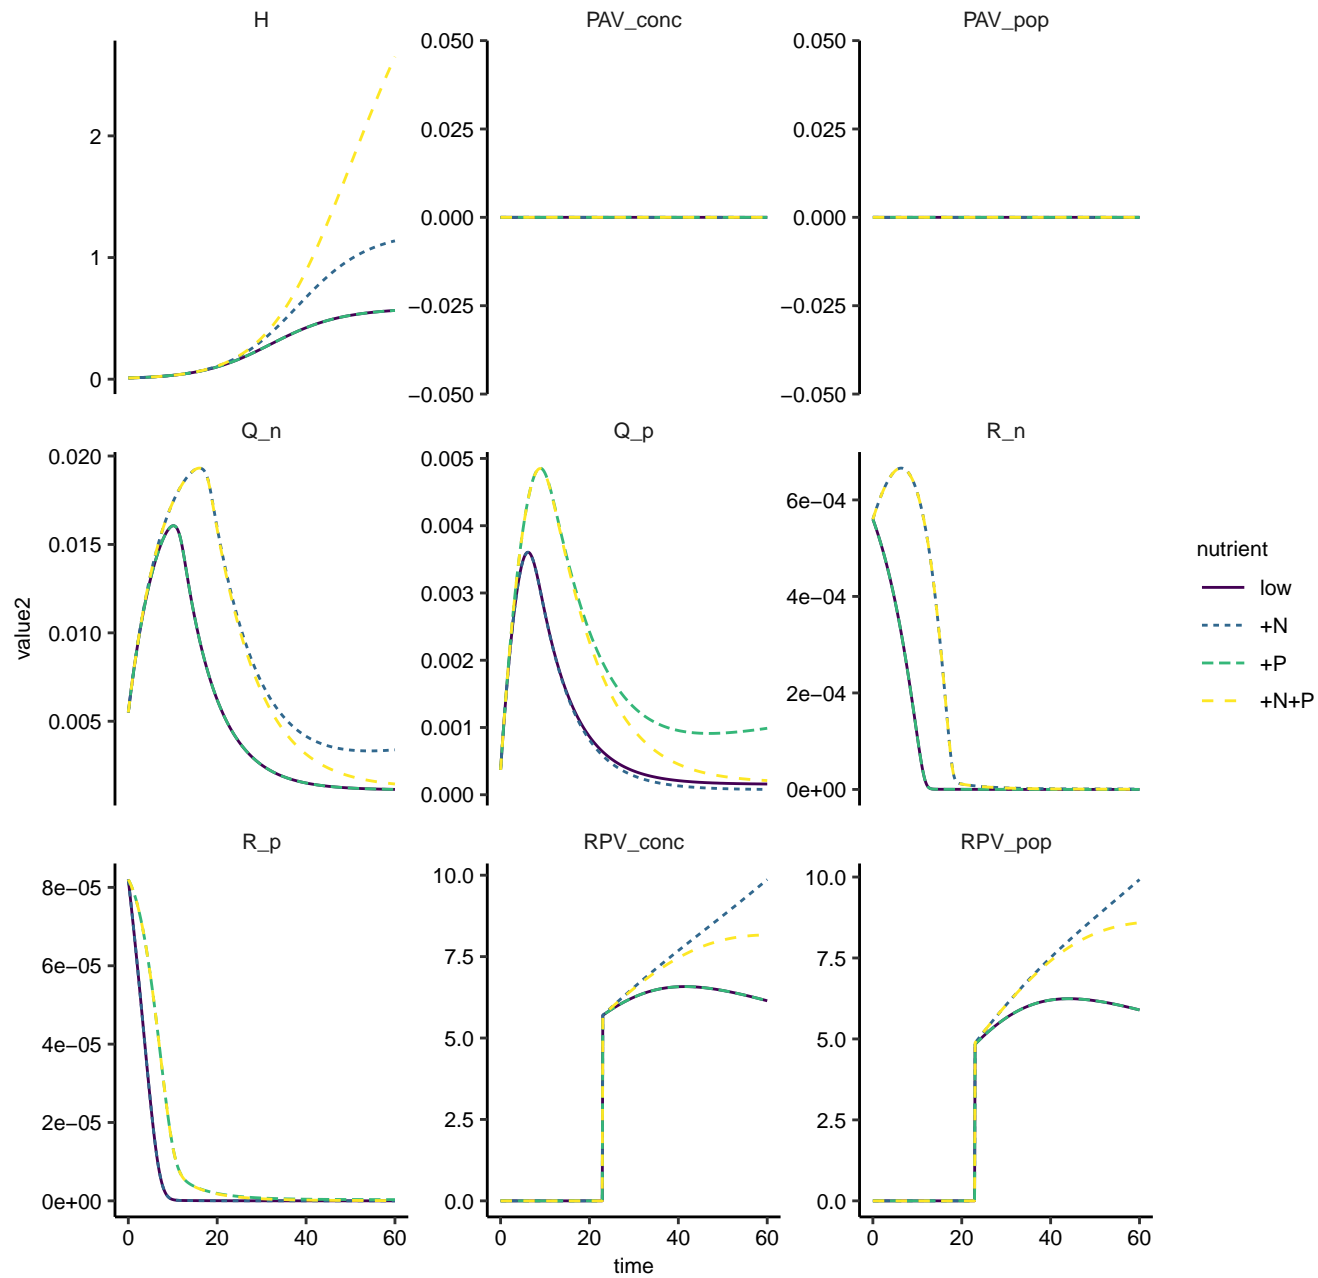 H
PAV_conc
PAV_pop
2
1
0
0.050
0.025
0.000
−0.025
−0.050
0.050
0.025
0.000
−0.025
−0.050
Q_n
Q_p
R_n
0.020
0.015
0.010
0.005
0.005
0.004
0.003
0.002
0.001
0.000
6e−04
4e−04
2e−04
0e+00
R_p
RPV_conc
RPV_pop
8e−05
6e−05
4e−05
2e−05
0e+00
10.0
7.5
5.0
2.5
0.0
10.0
7.5
5.0
2.5
0.0
0 20 40 60
0 20 40 60
0 20 40 60
time
value2
nutrient
low
+N
+P
+N+P